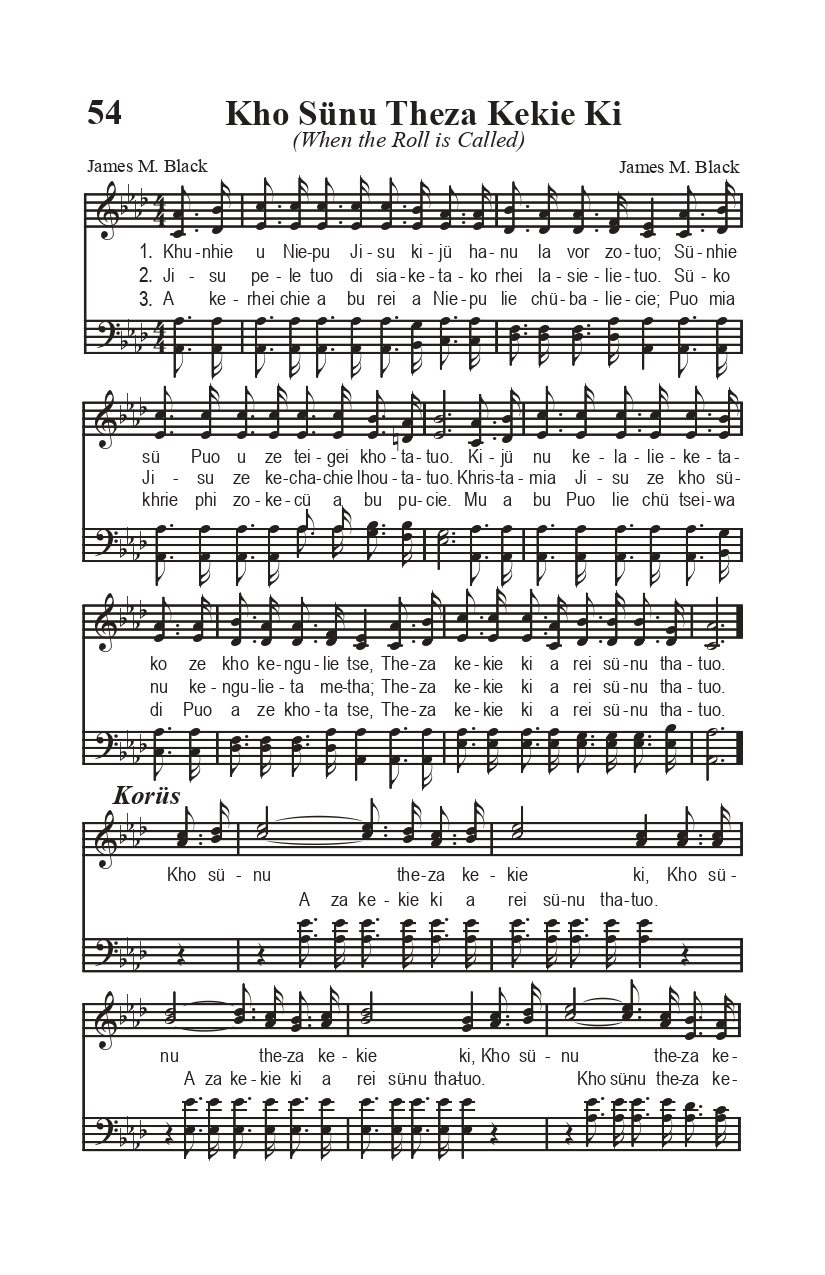 54 Kho Sünu Theza Kekie Ki
(When the Roll is Called)
James M. Black James M. Black
1. Khu-nhie u Nie-pu Ji-su ki-jü ha-nu la vor zo-tuo; Sü-nhie
2. Ji - su pe-le tuo di sia-ke-ta-ko rhei la-sie-lie-tuo. Sü-ko
3. A ke-rhei chie a bu rei a Nie-pu lie chü-ba-lie-cie; Puo mia
sü Puo u ze tei-gei kho-ta-tuo. Ki-jü nu ke-la-lie-ke-ta-
Ji - su ze ke-cha-chie lhou-ta-tuo. Khris-ta-mia Ji - su ze kho sü-
khrie phi zo-ke-cü a bu pu-cie. Mu a bu Puo lie chü tsei-wa
ko ze kho ke-ngu-lie tse, The-za ke-kie ki a rei sü-nu tha-tuo.
nu ke-ngu-lie-ta me-tha; The-za ke-kie ki a rei sü-nu tha-tuo.
di Puo a ze kho-ta tse, The-za ke-kie ki a rei sü-nu tha-tuo.
Korüs
Kho sü - nu the-za ke - kie ki, Kho sü -
A za ke-kie ki a rei sü-nu tha-tuo.
nu the-za ke - kie ki, Kho sü - nu the-za ke-
A za ke-kie ki a rei sü-nu tha-tuo. Kho sü-nu the-za ke-